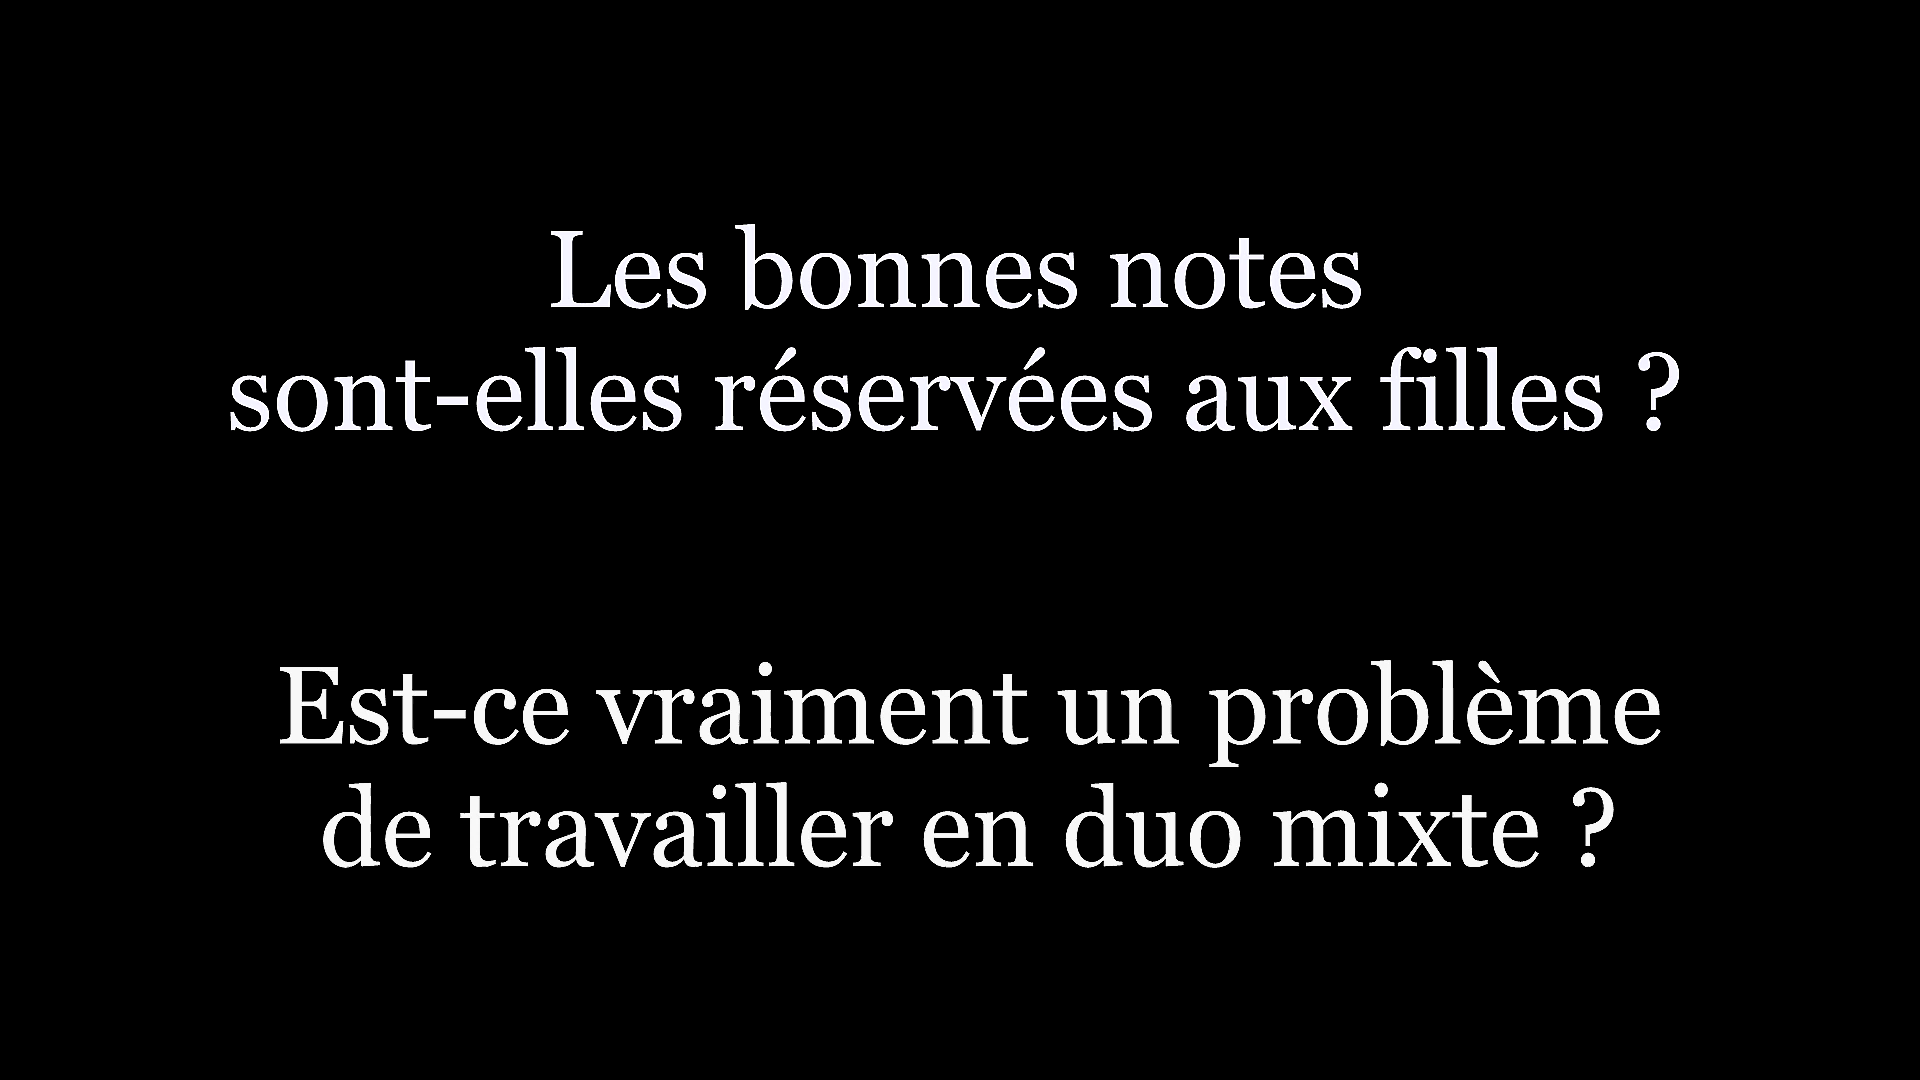 Les bonnes notes
sont-elles réservées aux filles ?
Est-ce vraiment un problème
de travailler en duo mixte ?